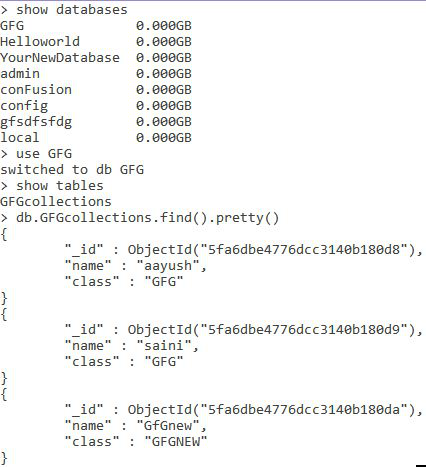 > show databases
GFG              0.000GB
Helloworld       0.000GB
YourNewDatabase  0.000GB
admin            0.000GB
conFusion        0.000GB
config           0.000GB
gfsdfsfdg        0.000GB
local            0.000GB
> use GFG
switched to db GFG
> show tables
GFGcollections
> db.GFGcollections.find().pretty()
{
        "_id" : ObjectId("5fa6dbe4776dcc3140b180d8"),
        "name" : "aayush",
        "class" : "GFG"
}
{
        "_id" : ObjectId("5fa6dbe4776dcc3140b180d9"),
        "name" : "saini",
        "class" : "GFG"
}
{
        "_id" : ObjectId("5fa6dbe4776dcc3140b180da"),
        "name" : "GfGnew",
        "class" : "GFGNEW"
}